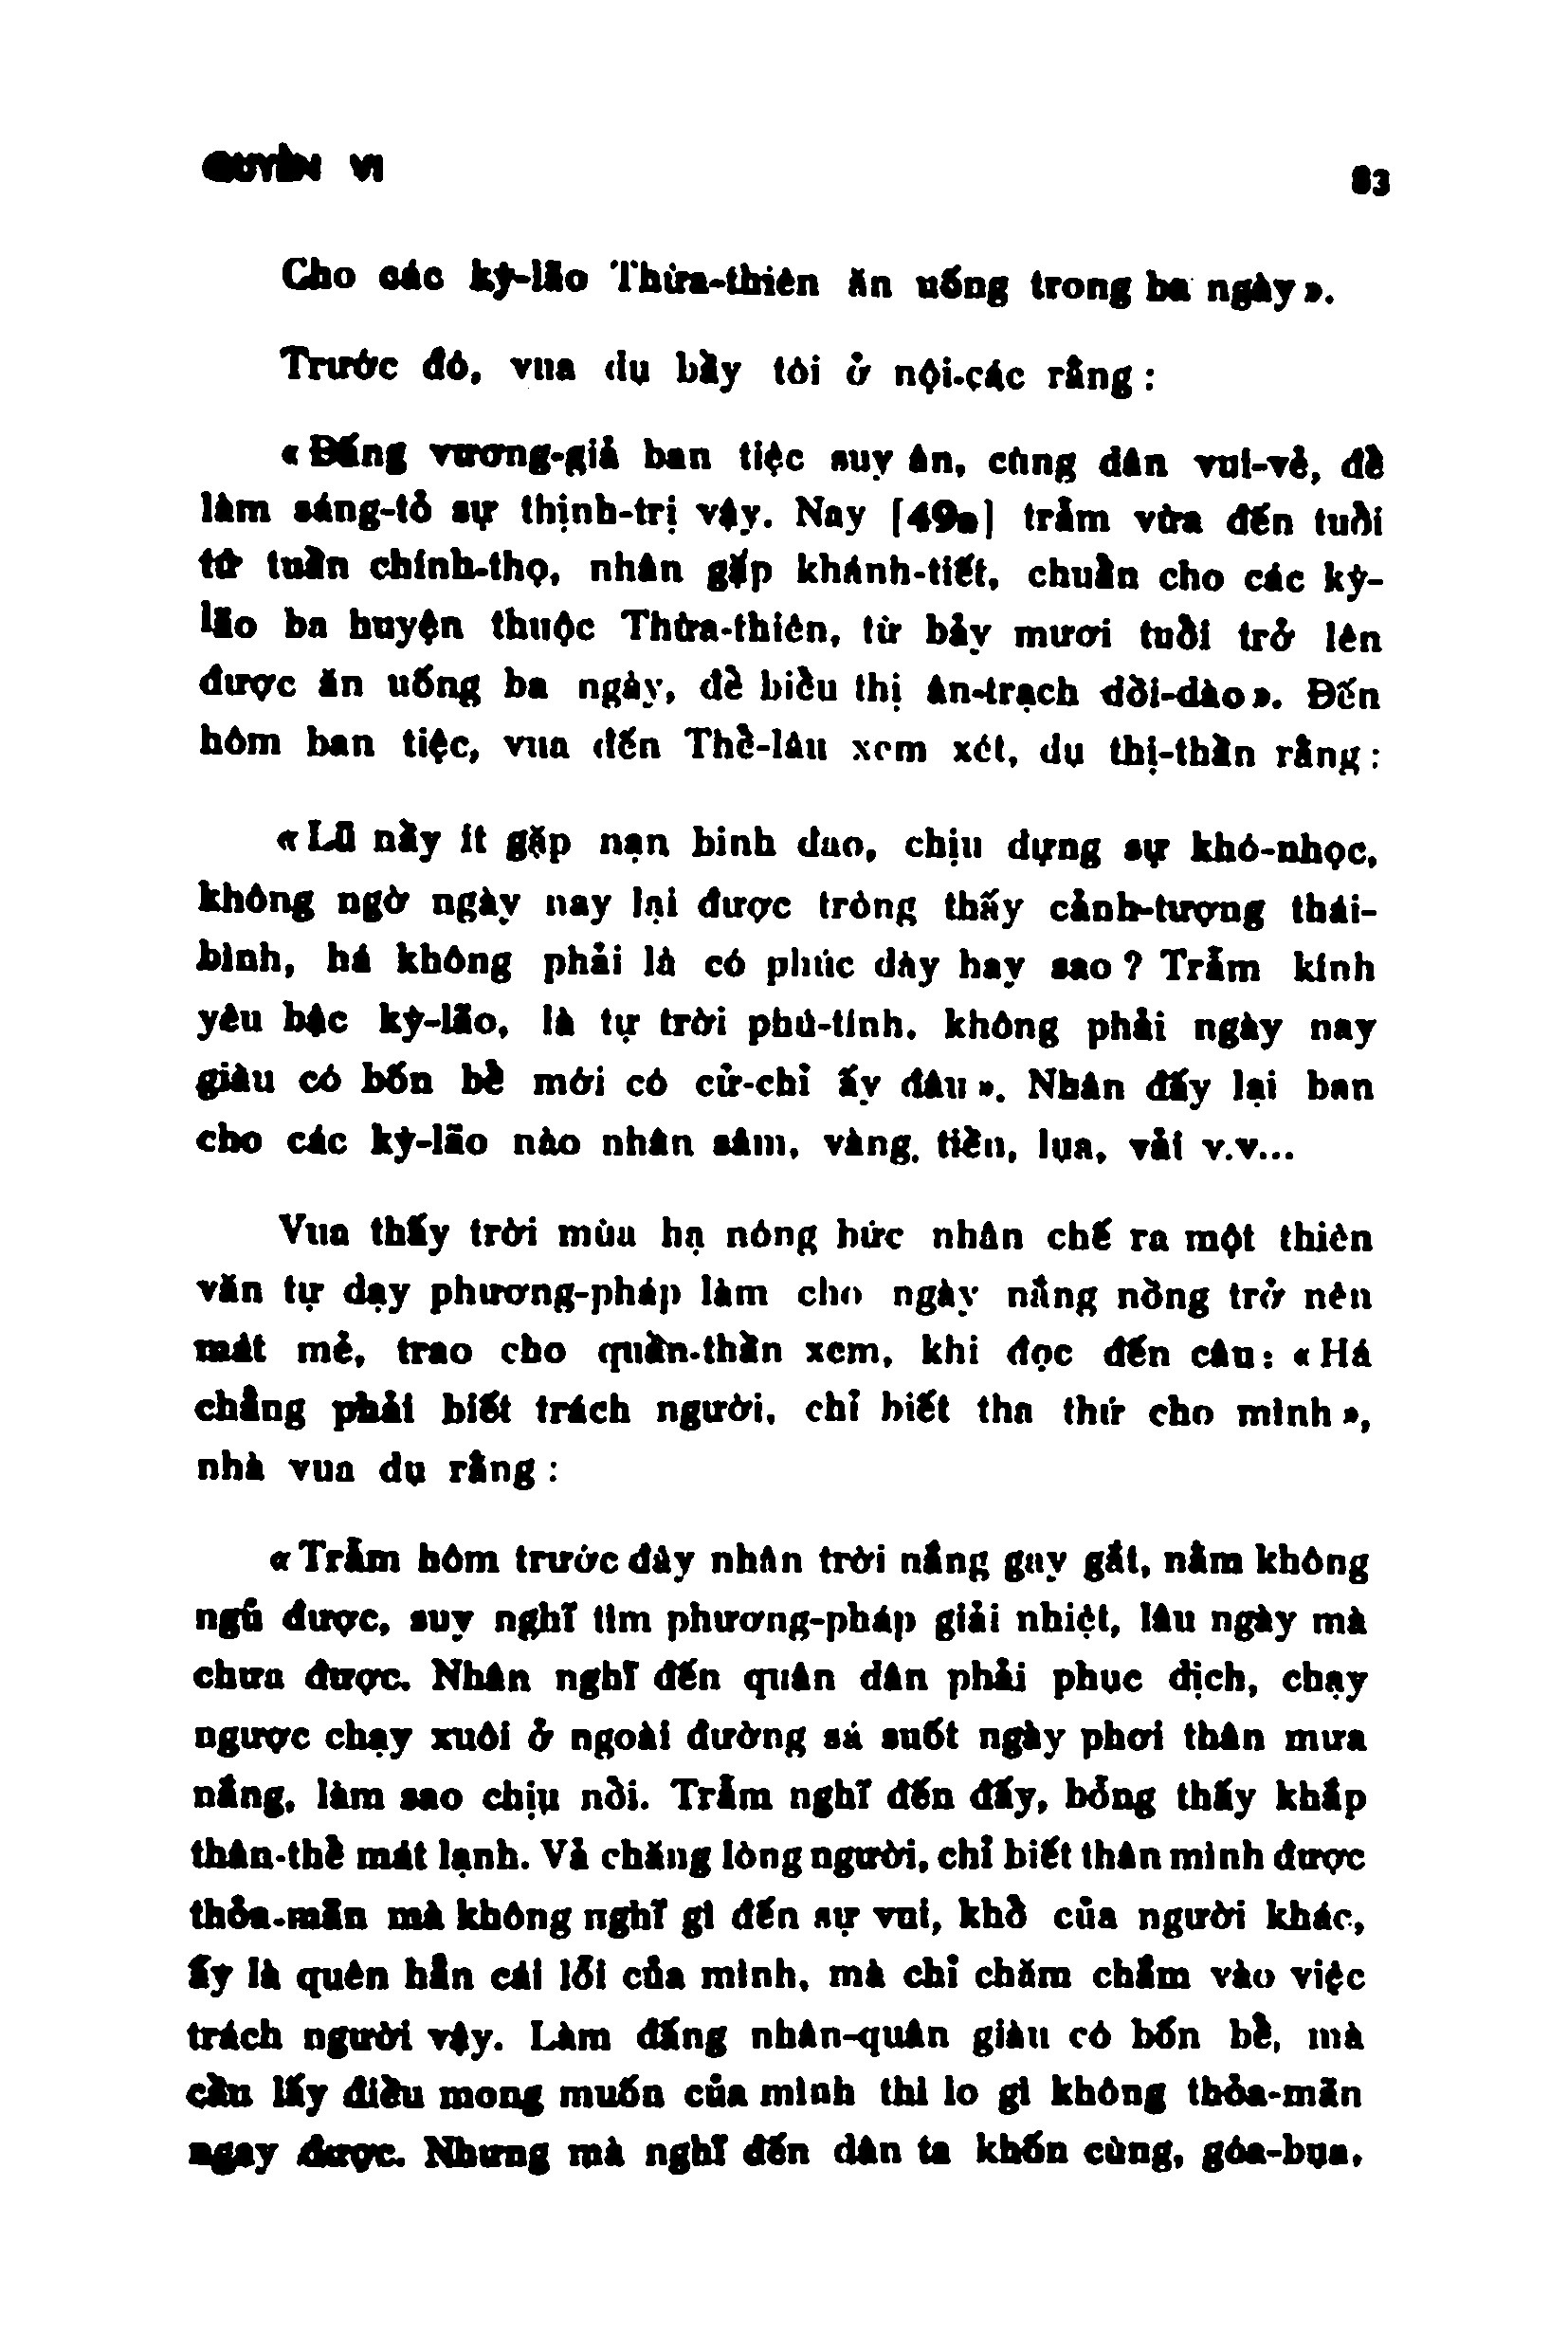 QUYỀN VI
83
Cho các kỳ-lão Thừa-thiên ăn uống trong ba ngày».
Trước đó, vua dụ bầy tôi ở nội-các rằng :
« Đấng vương-giả ban tiệc suy ân, cùng dân vui-vẻ, để
làm sáng-tỏ sự thịnh-trị vậy. Nay [49a] trẫm vừa đến tuổi
tứ tuần chính-thọ, nhân gặp khánh-tiết, chuẩn cho các kỳ-
lão ba huyện thuộc Thừa-thiên, từ bảy mươi tuổi trở lên
được ăn uống ba ngày, để biểu thị ân-trạch dồi-dào». Đến
hôm ban tiệc, vua đến Thể-lâu xem xét, dụ thị-thần rằng :
« Lũ nầy ít gặp nạn binh đao, chịu dựng sự khó-nhọc,
không ngờ ngày nay lại được trông thấy cảnh-tượng thái-
bình, há không phải là có phúc dày hay sao ? Trẫm kính
yêu bậc kỳ-lão, là tự trời phú-tính. không phải ngày nay
giàu có bốn bể mới có cử-chỉ ấy đâu ». Nhân đấy lại ban
cho các kỳ-lão nào nhân sâm, vàng. tiền, lụa, vải v.v...
Vua thấy trời mùa hạ nóng bức nhân chế ra một thiên
văn tự dạy phương-pháp làm cho ngày nắng nồng trở nên
mát mẻ, trao cho quần-thần xem, khi đọc đến câu : « Há
chẳng phải biết trách người, chỉ biết tha thứ cho mình »,
nhà vua dụ rằng :
« Trẫm hôm trước đây nhân trời nắng gay gắt, nằm không
ngủ được, suy nghĩ tìm phương-pháp giải nhiệt, lâu ngày mà
chưa được. Nhân nghĩ đến quân dân phải phục dịch, chạy
ngược chạy xuôi ở ngoài đường sá suốt ngày phơi thân mưa
nắng, làm sao chịu nổi. Trẫm nghĩ đến đấy, bỗng thấy khắp
thân-thể mát lạnh. Vả chăng lòng người, chỉ biết thân mình được
thỏa-mãn mà không nghĩ gì đến sự vui, khổ của người khác,
ấy là quên hẳn cái lỗi của mình, mà chỉ chăm chắm vào việc
trách người vậy. Làm đấng nhân-quân giàu có bốn bể, mà
cần lấy điều mong muốn của mình thì lo gì không thỏa-mãn
ngay được. Nhưng mà nghĩ đến dân ta khốn cùng, góa-bụa,